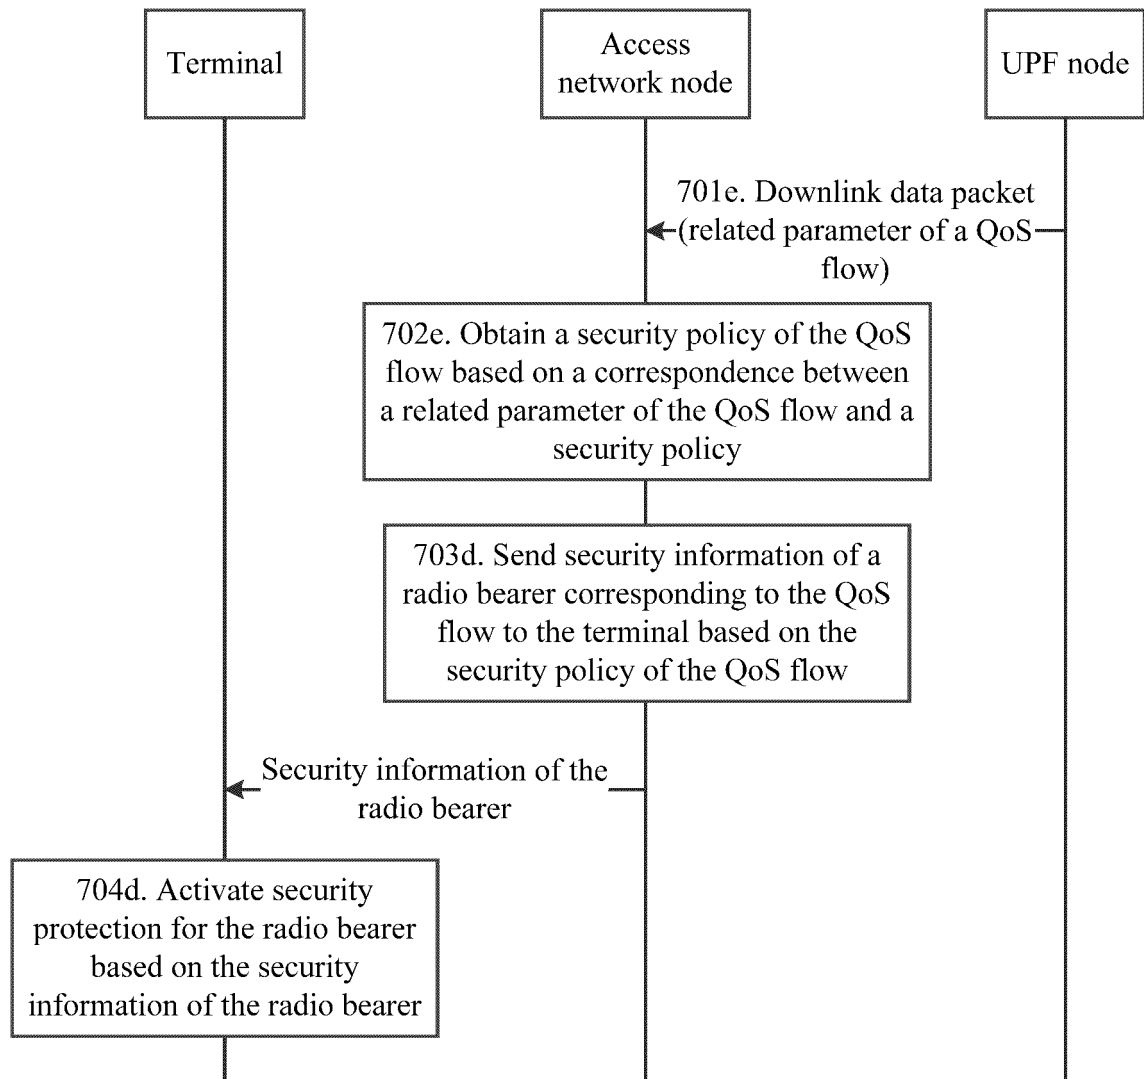 Terminal
Access
network node
UPF node
701e. Downlink data packet
(related parameter of a QoS
flow)
702e. Obtain a security policy of the QoS
flow based on a correspondence between
a related parameter of the QoS flow and a
security policy
703d. Send security information of a
radio bearer corresponding to the QoS
flow to the terminal based on the
security policy of the QoS flow
Security information of the
radio bearer
704d. Activate security
protection for the radio bearer
based on the security
information of the radio bearer